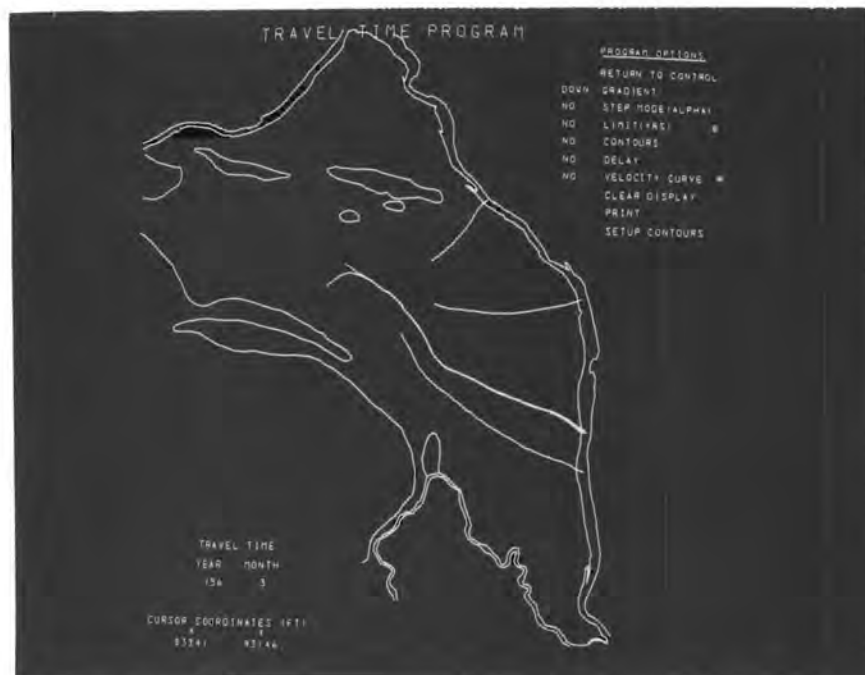 TRAVEL TIME PROGRAM
PROGRAM OPTIONS
RETURN TO CONTROL
DOWN GRADIENT
NO STEP MODE(ALPHA)
NO LIMIT(YRS)
NO CONTOURS
NO DELAY
NO VELOCITY CURVE
CLEAR DISPLAY
PRINT
SETUP CONTOURS
TRAVEL TIME
YEAR MONTH
3
CURSOR COORDINATES (FT)